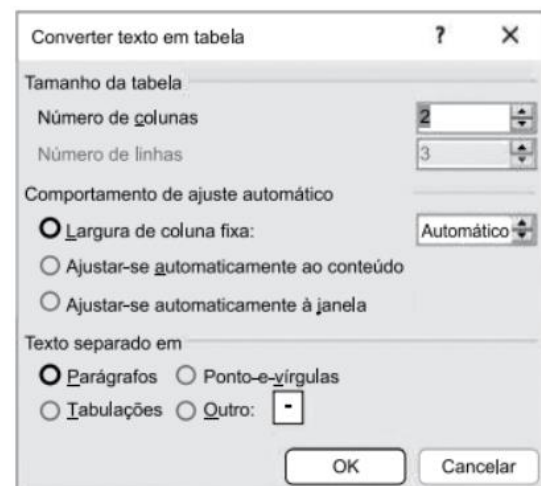 Converter texto em tabela ? ×
Tamanho da tabela
Número de colunas 2
Número de linhas 3
Comportamento de ajuste automático
Largura de coluna fixa: Automático
Ajustar-se automaticamente ao conteúdo
Ajustar-se automaticamente à janela
Texto separado em
Parágrafos Ponto-e-vírgulas
Tabulações Outro: -
OK Cancelar